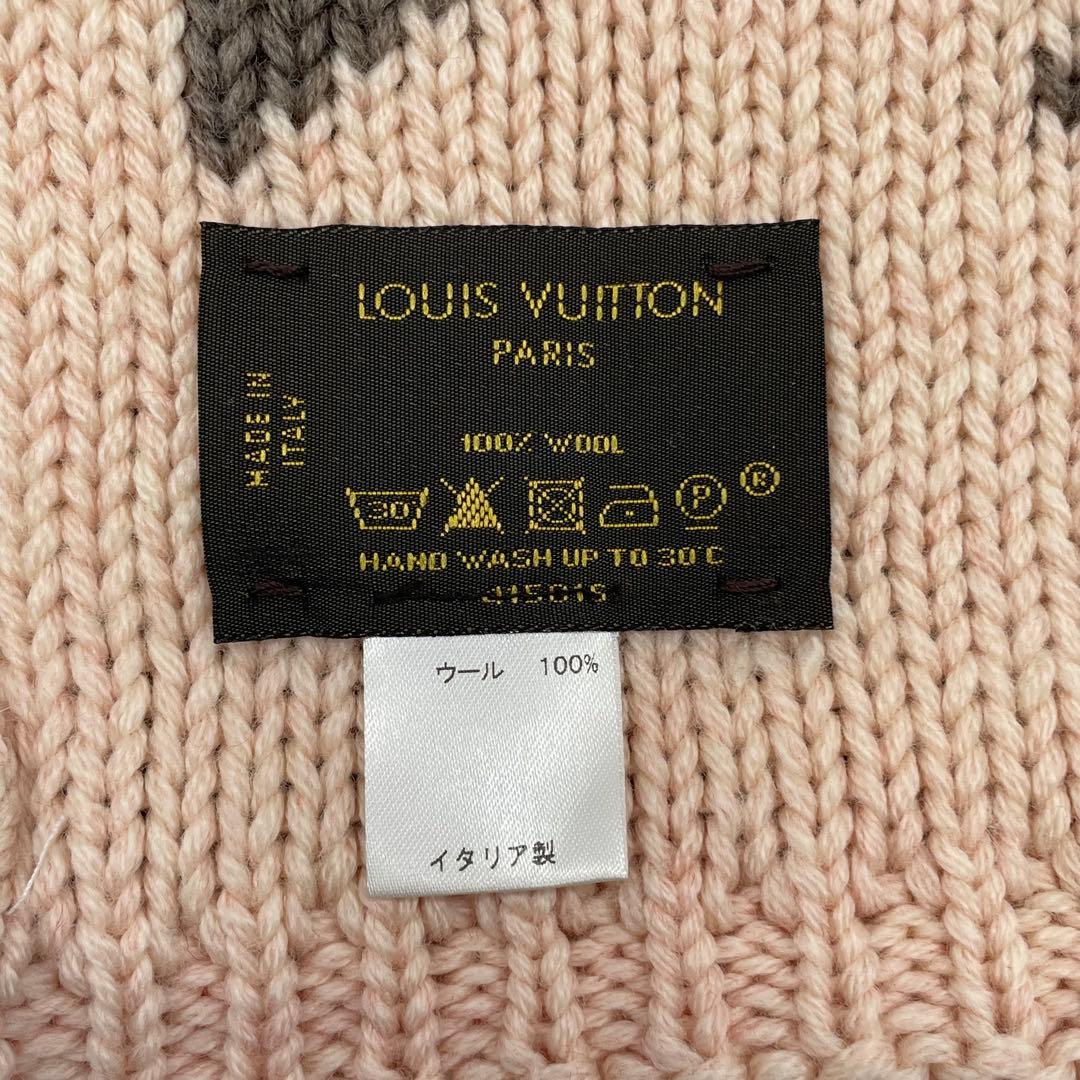 LOUIS VUITTON
PARIS
MADE IN
ITALY
100% WOOL
30
P
®
HAND WASH UP TO 30°C
ウール 100%
イタリア製